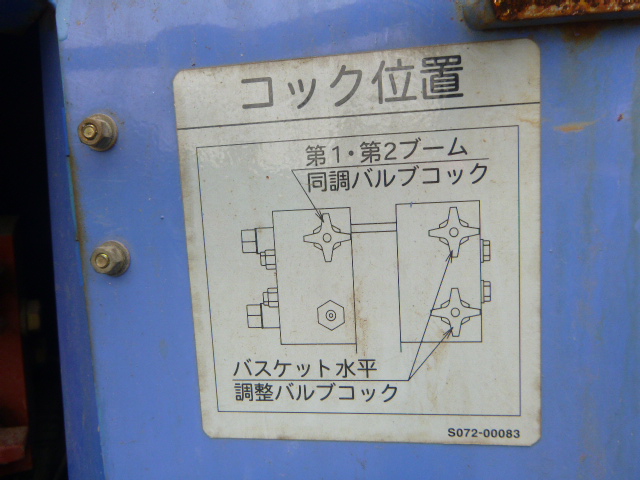 コック位置
第1・第2ブーム
同調バルブコック
バスケット水平
調整バルブコック
S072-00083